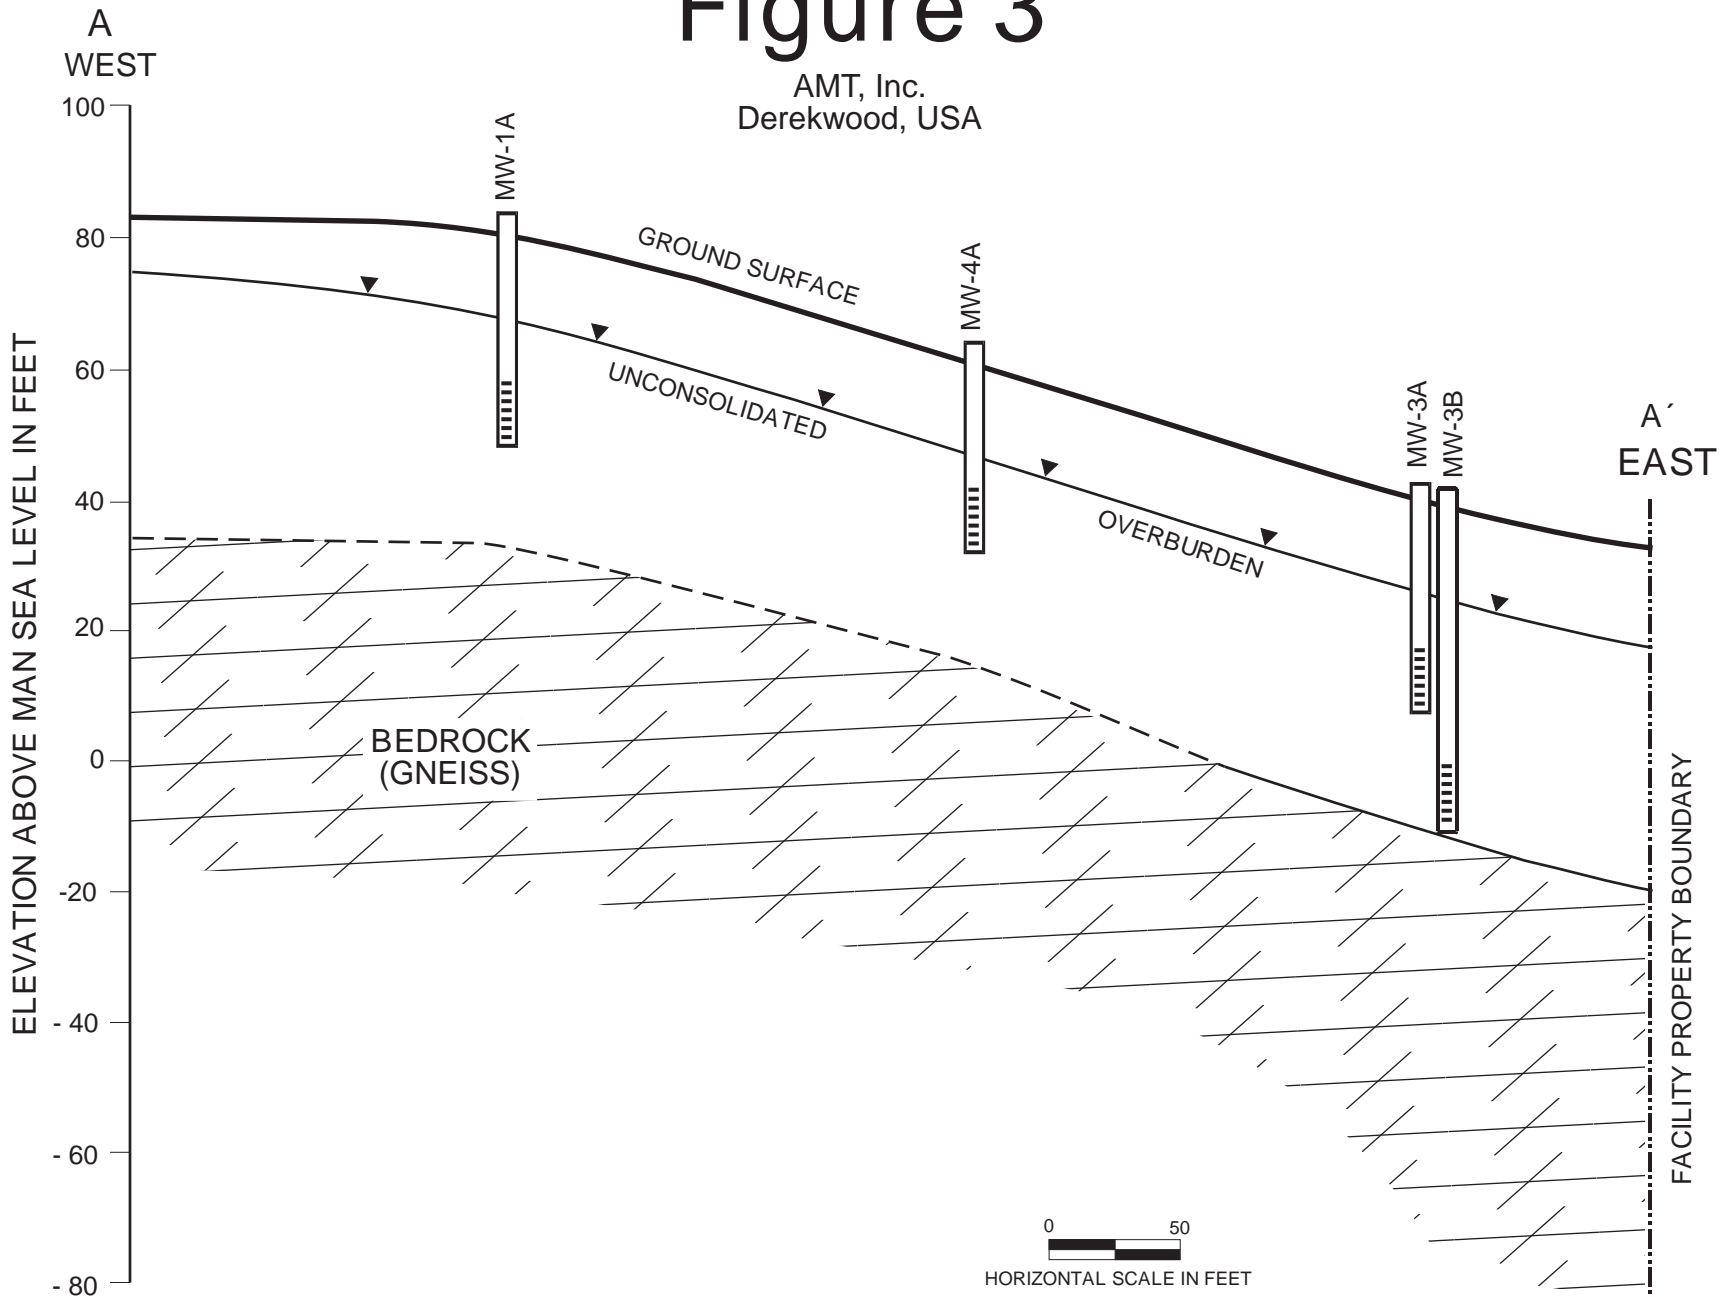 Figure 3
A
WEST
AMT, Inc.
Derekwood, USA
100
80
60
40
20
0
-20
- 40
- 60
- 80
ELEVATION ABOVE MAN SEA LEVEL IN FEET
MW-1A
GROUND SURFACE
MW-4A
UNCONSOLIDATED
OVERBURDEN
MW-3A
MW-3B
A´
EAST
BEDROCK
(GNEISS)
FACILITY PROPERTY BOUNDARY
0 50
HORIZONTAL SCALE IN FEET